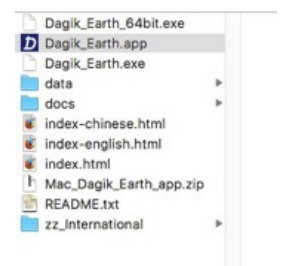 Dagik_Earth_64bit.exe
Dagik_Earth.app
Dagik_Earth.exe
data
docs
index-chinese.html
index-english.html
index.html
Mac_Dagik_Earth_app.zip
README.txt
zz_International